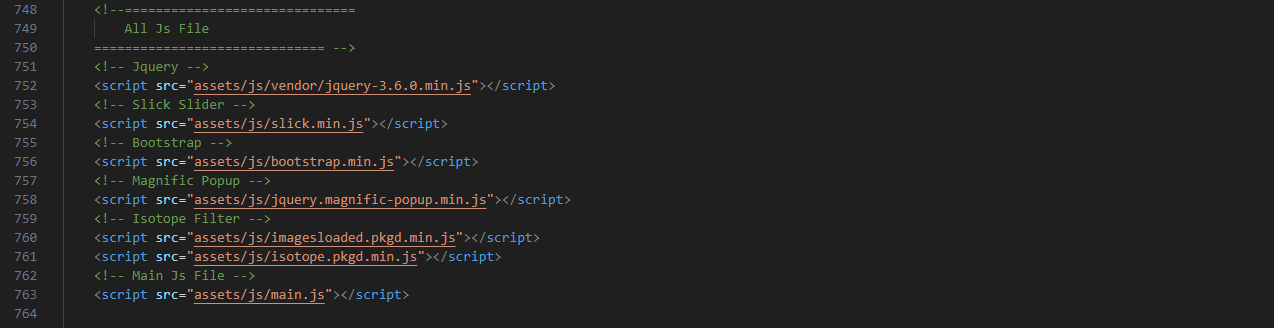 748 <!--==============================
749 All Js File
750 ============================== -->
751 <!-- Jquery -->
752 <script src="assets/js/vendor/jquery-3.6.0.min.js"></script>
753 <!-- Slick Slider -->
754 <script src="assets/js/slick.min.js"></script>
755 <!-- Bootstrap -->
756 <script src="assets/js/bootstrap.min.js"></script>
757 <!-- Magnific Popup -->
758 <script src="assets/js/jquery.magnific-popup.min.js"></script>
759 <!-- Isotope Filter -->
760 <script src="assets/js/imagesloaded.pkgd.min.js"></script>
761 <script src="assets/js/isotope.pkgd.min.js"></script>
762 <!-- Main Js File -->
763 <script src="assets/js/main.js"></script>
764